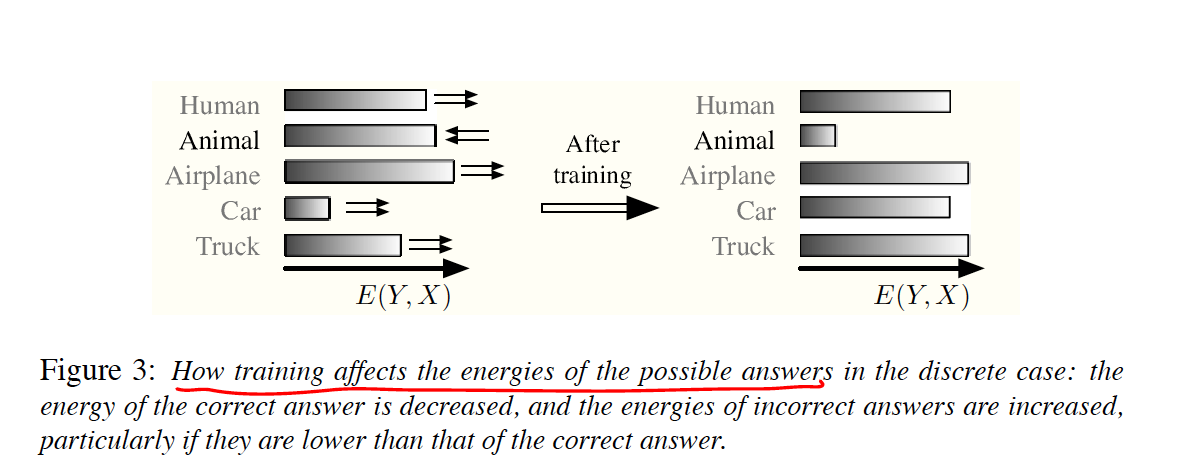 Human
Animal
Airplane
Car
Truck
E(Y, X)
After
training
Human
Animal
Airplane
Car
Truck
E(Y, X)
Figure 3: How training affects the energies of the possible answers in the discrete case: the
energy of the correct answer is decreased, and the energies of incorrect answers are increased,
particularly if they are lower than that of the correct answer.